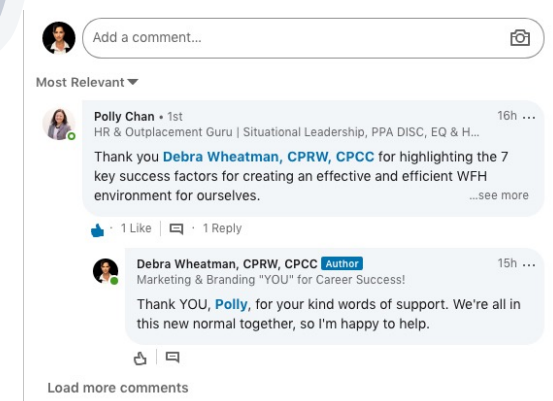 Add a comment...
Most Relevant
Polly Chan • 1st 16h ...
HR & Outplacement Guru | Situational Leadership, PPA DISC, EQ & H...
Thank you Debra Wheatman, CPRW, CPCC for highlighting the 7
key success factors for creating an effective and efficient WFH
environment for ourselves. ...see more
· 1 Like | · 1 Reply
Debra Wheatman, CPRW, CPCC Author 15h ...
Marketing & Branding "YOU" for Career Success!
Thank YOU, Polly, for your kind words of support. We're all in
this new normal together, so I'm happy to help.
Load more comments